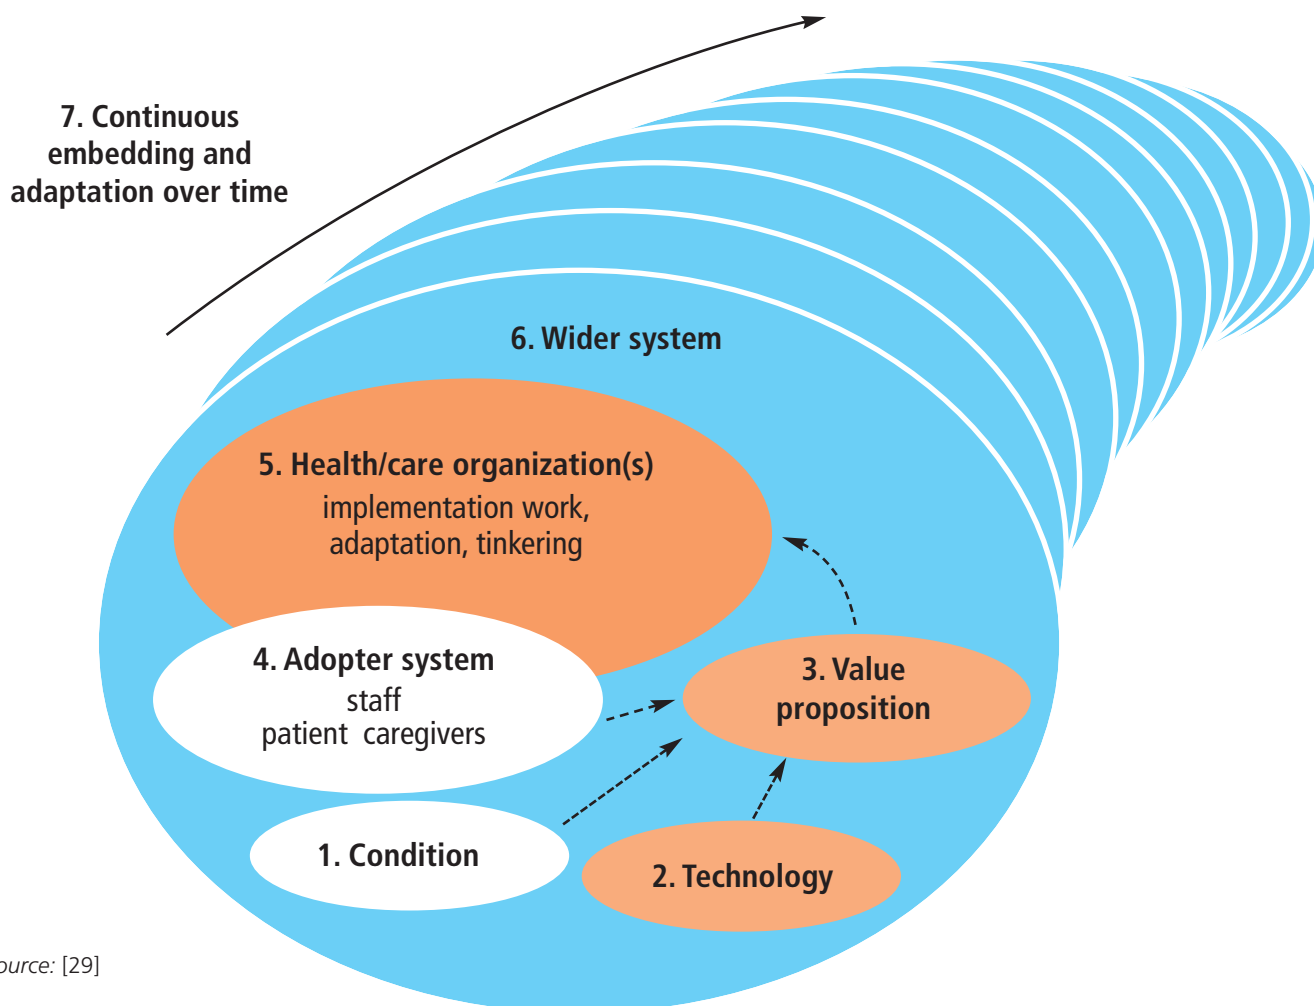 7. Continuous
embedding and
adaptation over time
6. Wider system
5. Health/care organization(s)
implementation work,
adaptation, tinkering
4. Adopter system
staff
patient  caregivers
3. Value
proposition
1. Condition
2. Technology
ource: [29]